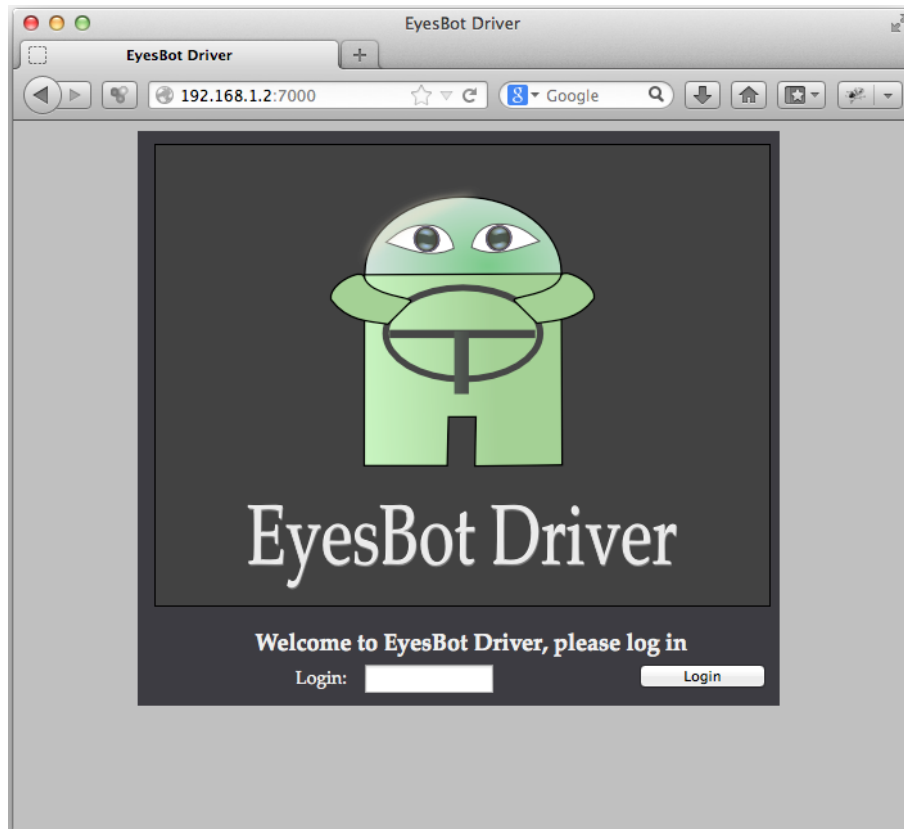 EyesBot Driver
EyesBot Driver
192.168.1.2:7000
Google
EyesBot Driver
Welcome to EyesBot Driver, please log in
Login:
Login